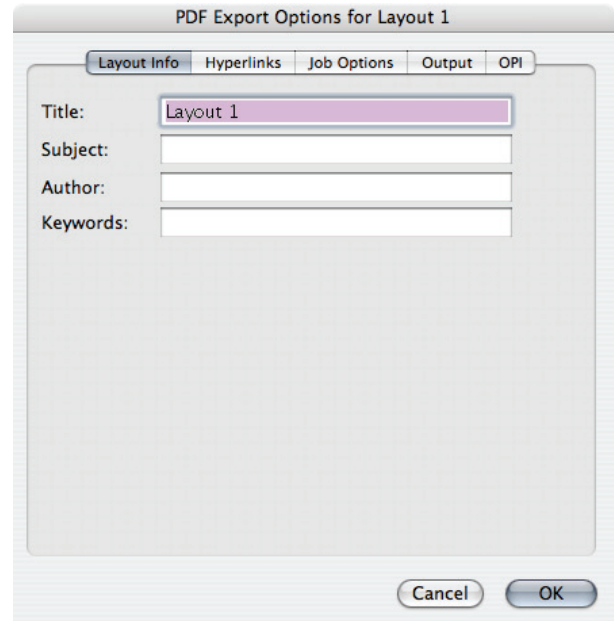 PDF Export Options for Layout 1
Layout Info Hyperlinks Job Options Output OPI
Title: Layout 1
Subject:
Author:
Keywords:
Cancel OK